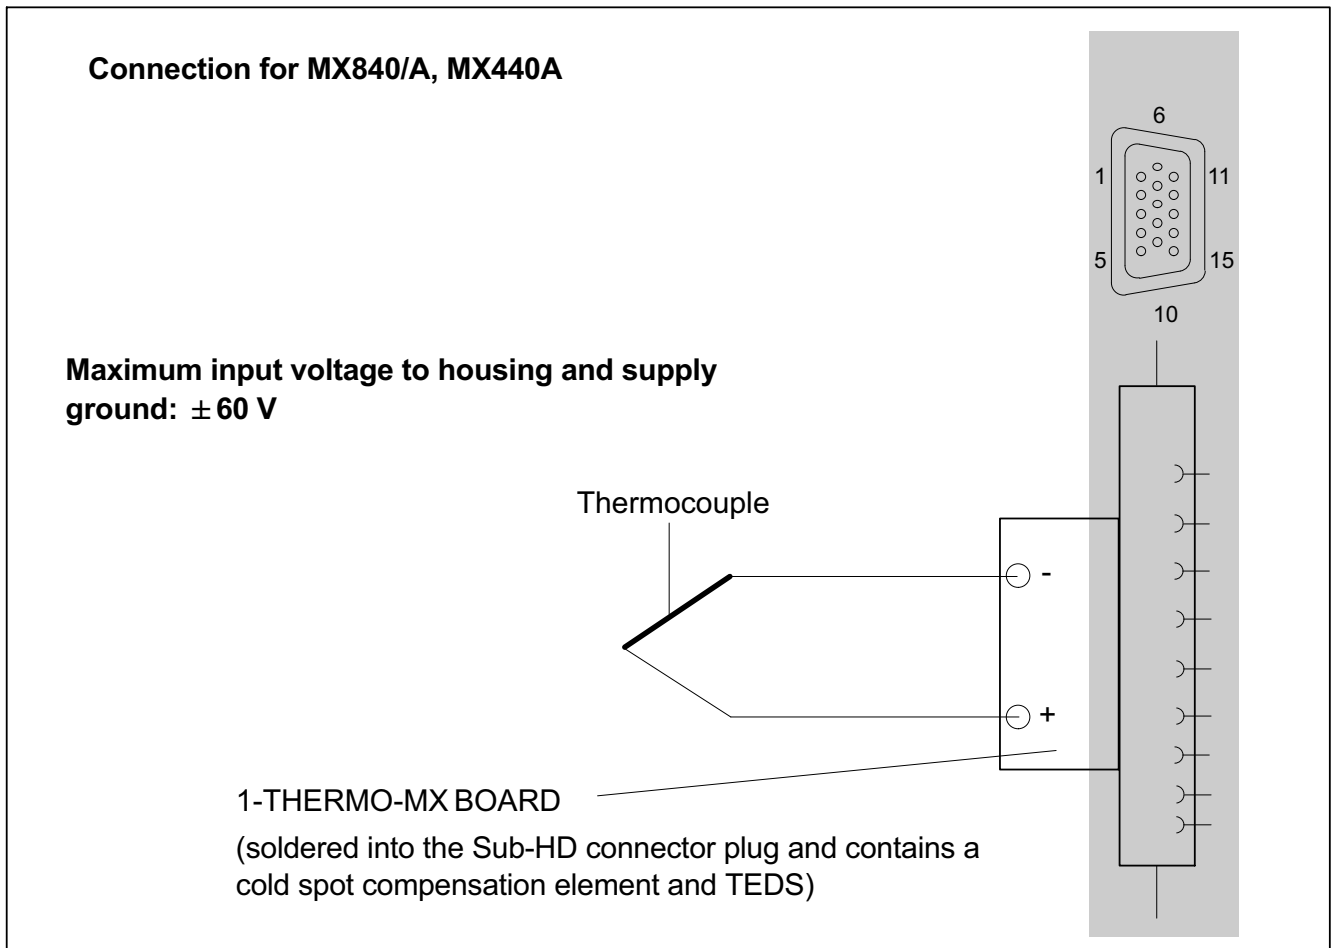 Connection for MX840/A, MX440A
6
1
11
5
15
10
Maximum input voltage to housing and supply
ground: ±60 V
Thermocouple
-
+
1-THERMO-MX BOARD
(soldered into the Sub-HD connector plug and contains a
cold spot compensation element and TEDS)